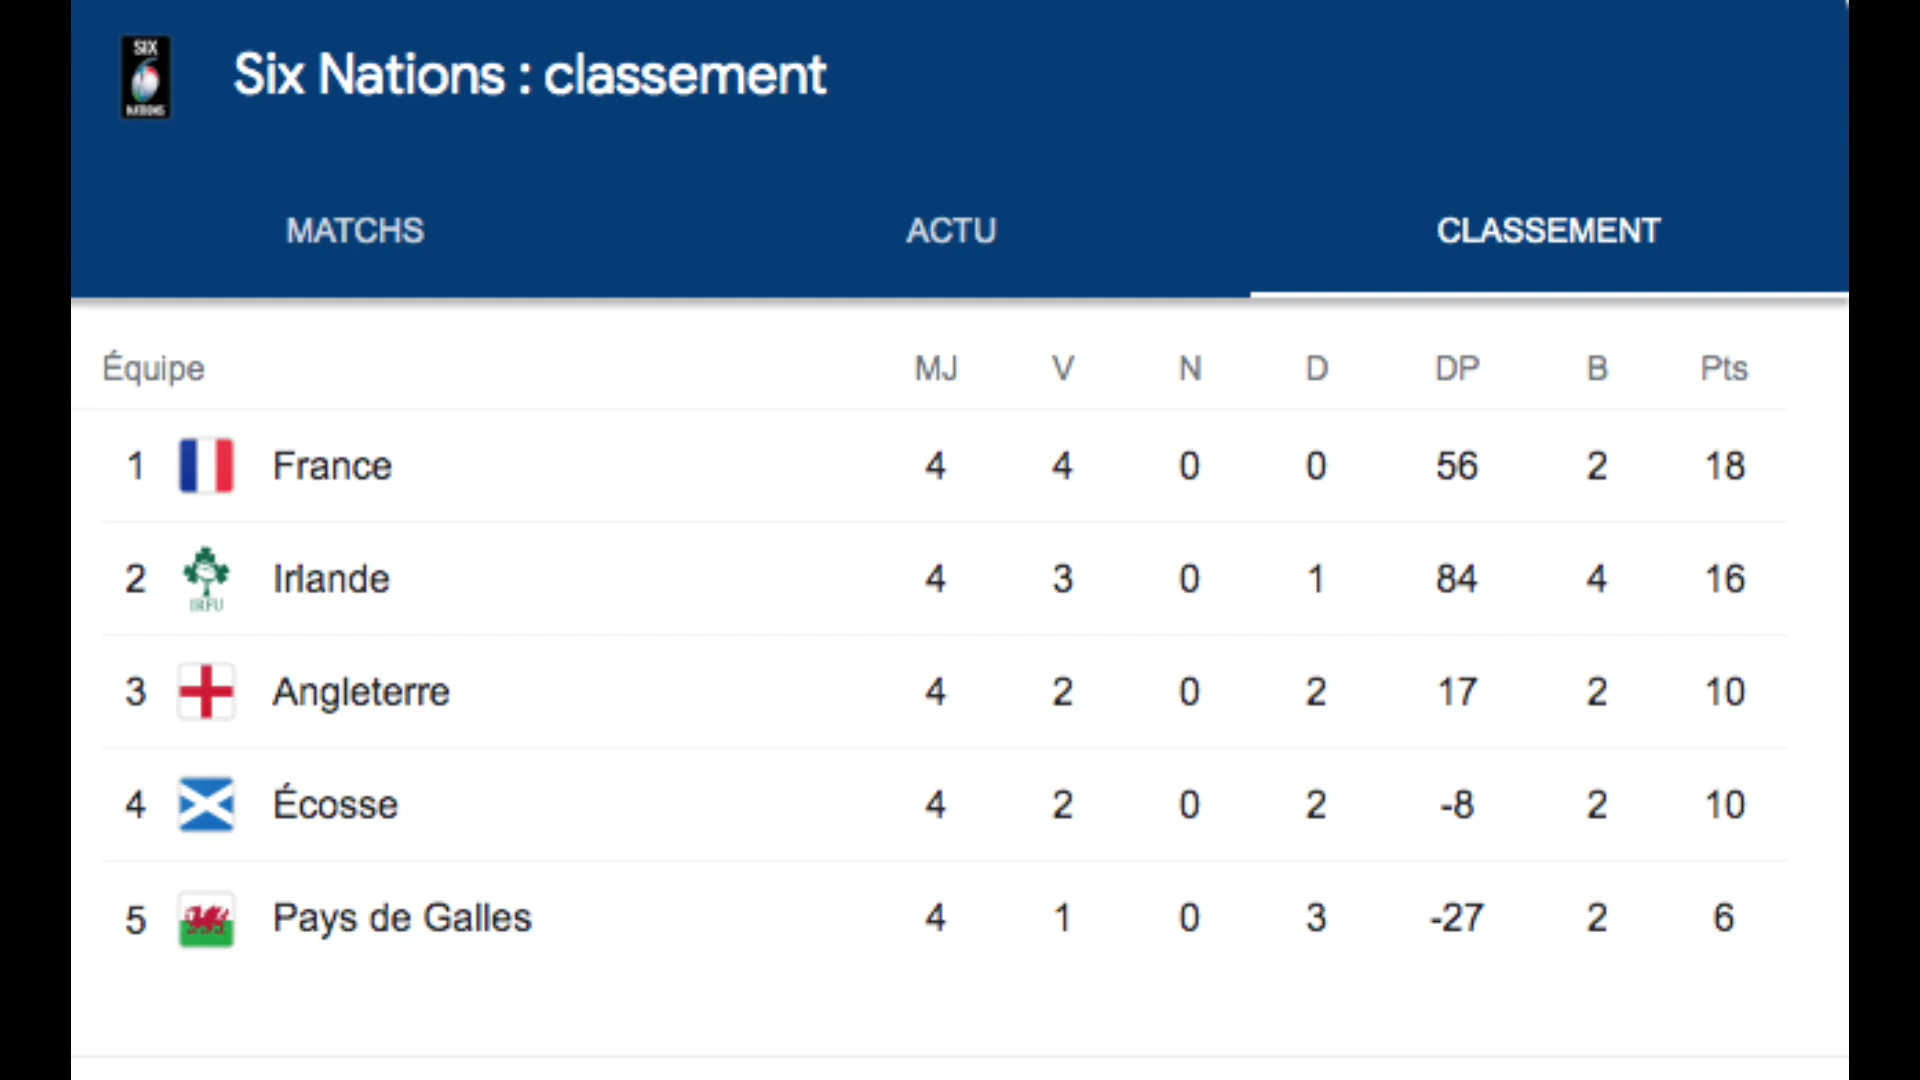 SIX
NATIONS
Six Nations : classement
MATCHS ACTU CLASSEMENT
Équipe MJ V N D DP B Pts
1 France 4 4 0 0 56 2 18
2 Irlande 4 3 0 1 84 4 16
IRFU
3 Angleterre 4 2 0 2 17 2 10
4 Écosse 4 2 0 2 -8 2 10
5 Pays de Galles 4 1 0 3 -27 2 6